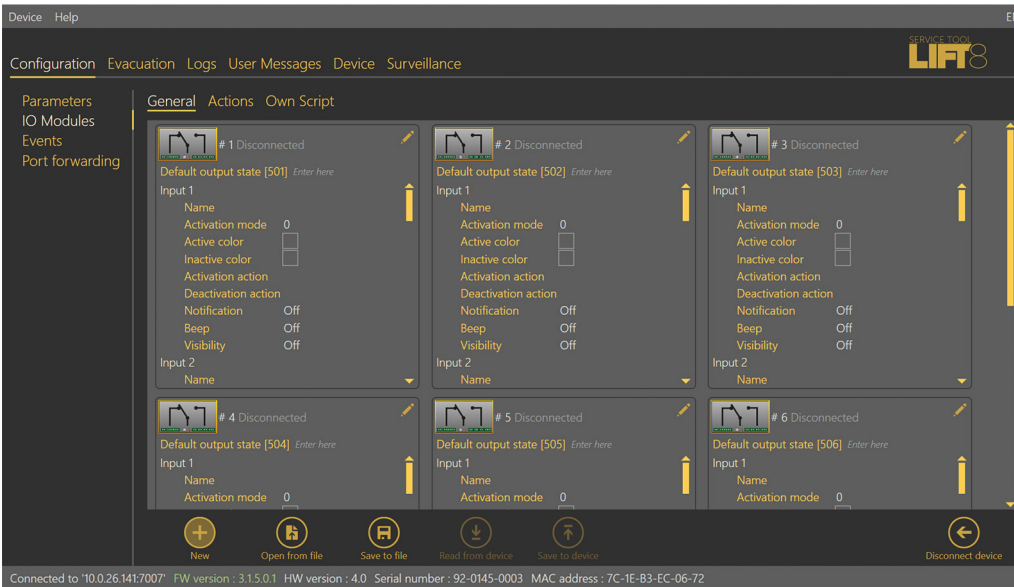 Device Help
SERVICE TOOL
LIFT8
Configuration Evacuation Logs User Messages Device Surveillance
Parameters
IO Modules
Events
Port forwarding
General Actions Own Script
# 1 Disconnected
Default output state [501] Enter here
Input 1
Name
Activation mode 0
Active color
Inactive color
Activation action
Deactivation action
Notification Off
Beep Off
Visibility Off
Input 2
Name
# 2 Disconnected
Default output state [502] Enter here
Input 1
Name
Activation mode 0
Active color
Inactive color
Activation action
Deactivation action
Notification Off
Beep Off
Visibility Off
Input 2
Name
# 3 Disconnected
Default output state [503] Enter here
Input 1
Name
Activation mode 0
Active color
Inactive color
Activation action
Deactivation action
Notification Off
Beep Off
Visibility Off
Input 2
Name
# 4 Disconnected
Default output state [504] Enter here
Input 1
Name
Activation mode 0
# 5 Disconnected
Default output state [505] Enter here
Input 1
Name
Activation mode 0
# 6 Disconnected
Default output state [506] Enter here
Input 1
Name
Activation mode 0
New
Open from file
Save to file
Read from device
Save to device
Disconnect device
Connected to '10.0.26.141:7007' FW version : 3.1.5.0.1 HW version : 4.0 Serial number : 92-0145-0003 MAC address : 7C-1E-B3-EC-06-72